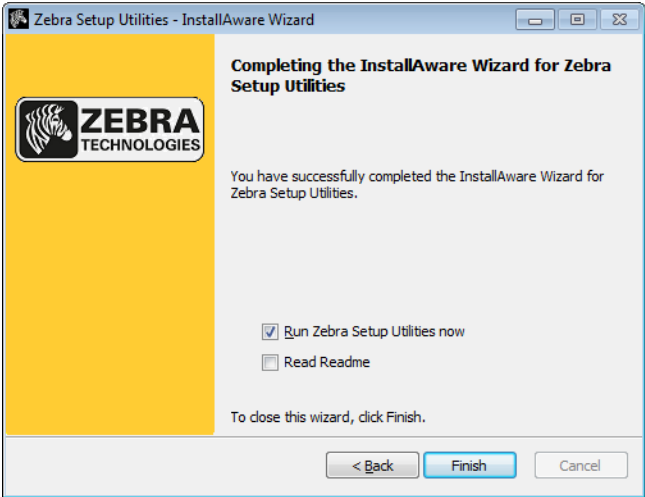 Zebra Setup Utilities - InstallAware Wizard
Completing the InstallAware Wizard for Zebra
Setup Utilities
ZEBRA
TECHNOLOGIES
You have successfully completed the InstallAware Wizard for
Zebra Setup Utilities.
Run Zebra Setup Utilities now
Read Readme
To close this wizard, click Finish.
< Back
Finish
Cancel